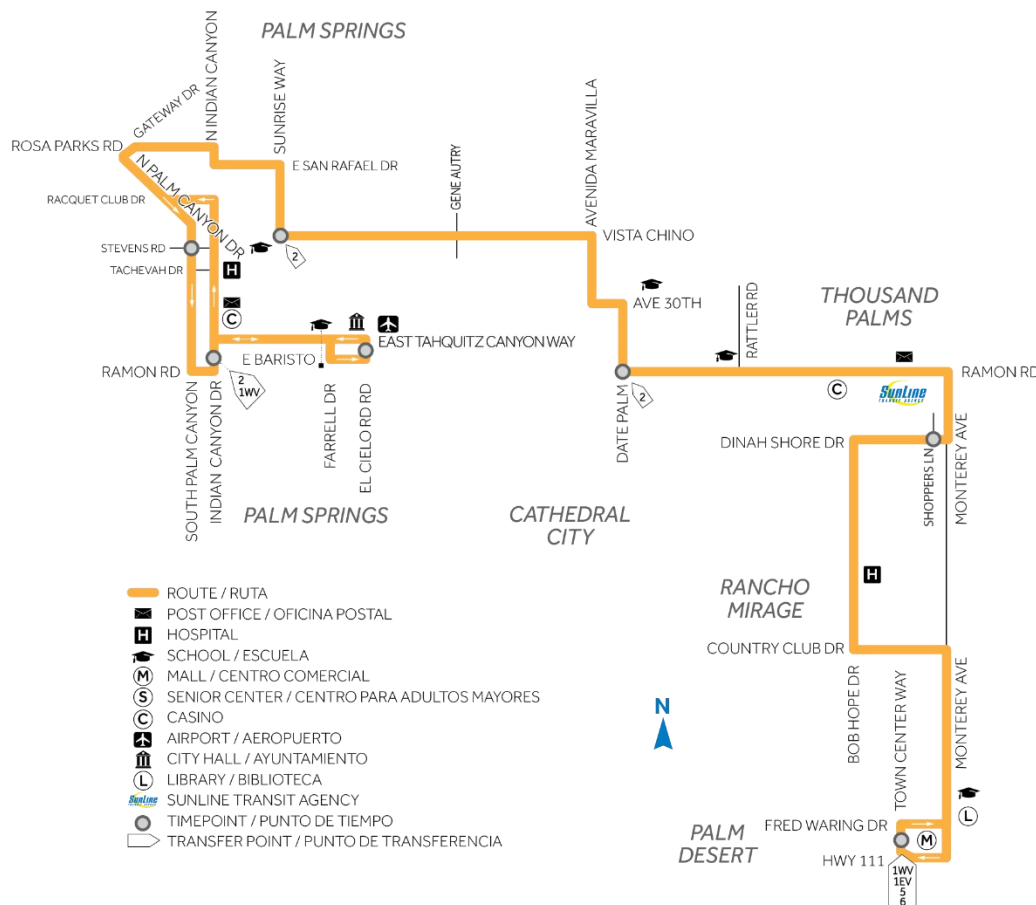 PALM SPRINGS
GATEWAY DR
N INDIAN CANYON
SUNRISE WAY
AVENIDA MARAVILLA
ROSA PARKS RD
N PALM CANYON DR
E SAN RAFAEL DR
GENE AUTRY
RACQUET CLUB DR
STEVENS RD
TACHEVAH DR
2
VISTA CHINO
AVE 30TH
RATTLER RD
THOUSAND
PALMS
C
H
E BARISTO
EAST TAHQUITZ CANYON WAY
RAMON RD
2
1WV
2
C
SunLine
TRANSIT AGENCY
RAMON RD
SOUTH PALM CANYON
INDIAN CANYON DR
FARRELL DR
EL CIELO RD RD
DATE PALM
DINAH SHORE DR
SHOPPERS LN
MONTEREY AVE
PALM SPRINGS
CATHEDRAL
CITY
RANCHO
MIRAGE
H
COUNTRY CLUB DR
BOB HOPE DR
TOWN CENTER WAY
MONTEREY AVE
N
L
FRED WARING DR
M
HWY 111
PALM
DESERT
1WV
1EV
5
6
ROUTE / RUTA
POST OFFICE / OFICINA POSTAL
H HOSPITAL
SCHOOL / ESCUELA
M MALL / CENTRO COMERCIAL
S SENIOR CENTER / CENTRO PARA ADULTOS MAYORES
C CASINO
AIRPORT / AEROPUERTO
CITY HALL / AYUNTAMIENTO
L LIBRARY / BIBLIOTECA
SunLine SUNLINE TRANSIT AGENCY
TIMEPOINT / PUNTO DE TIEMPO
TRANSFER POINT / PUNTO DE TRANSFERENCIA